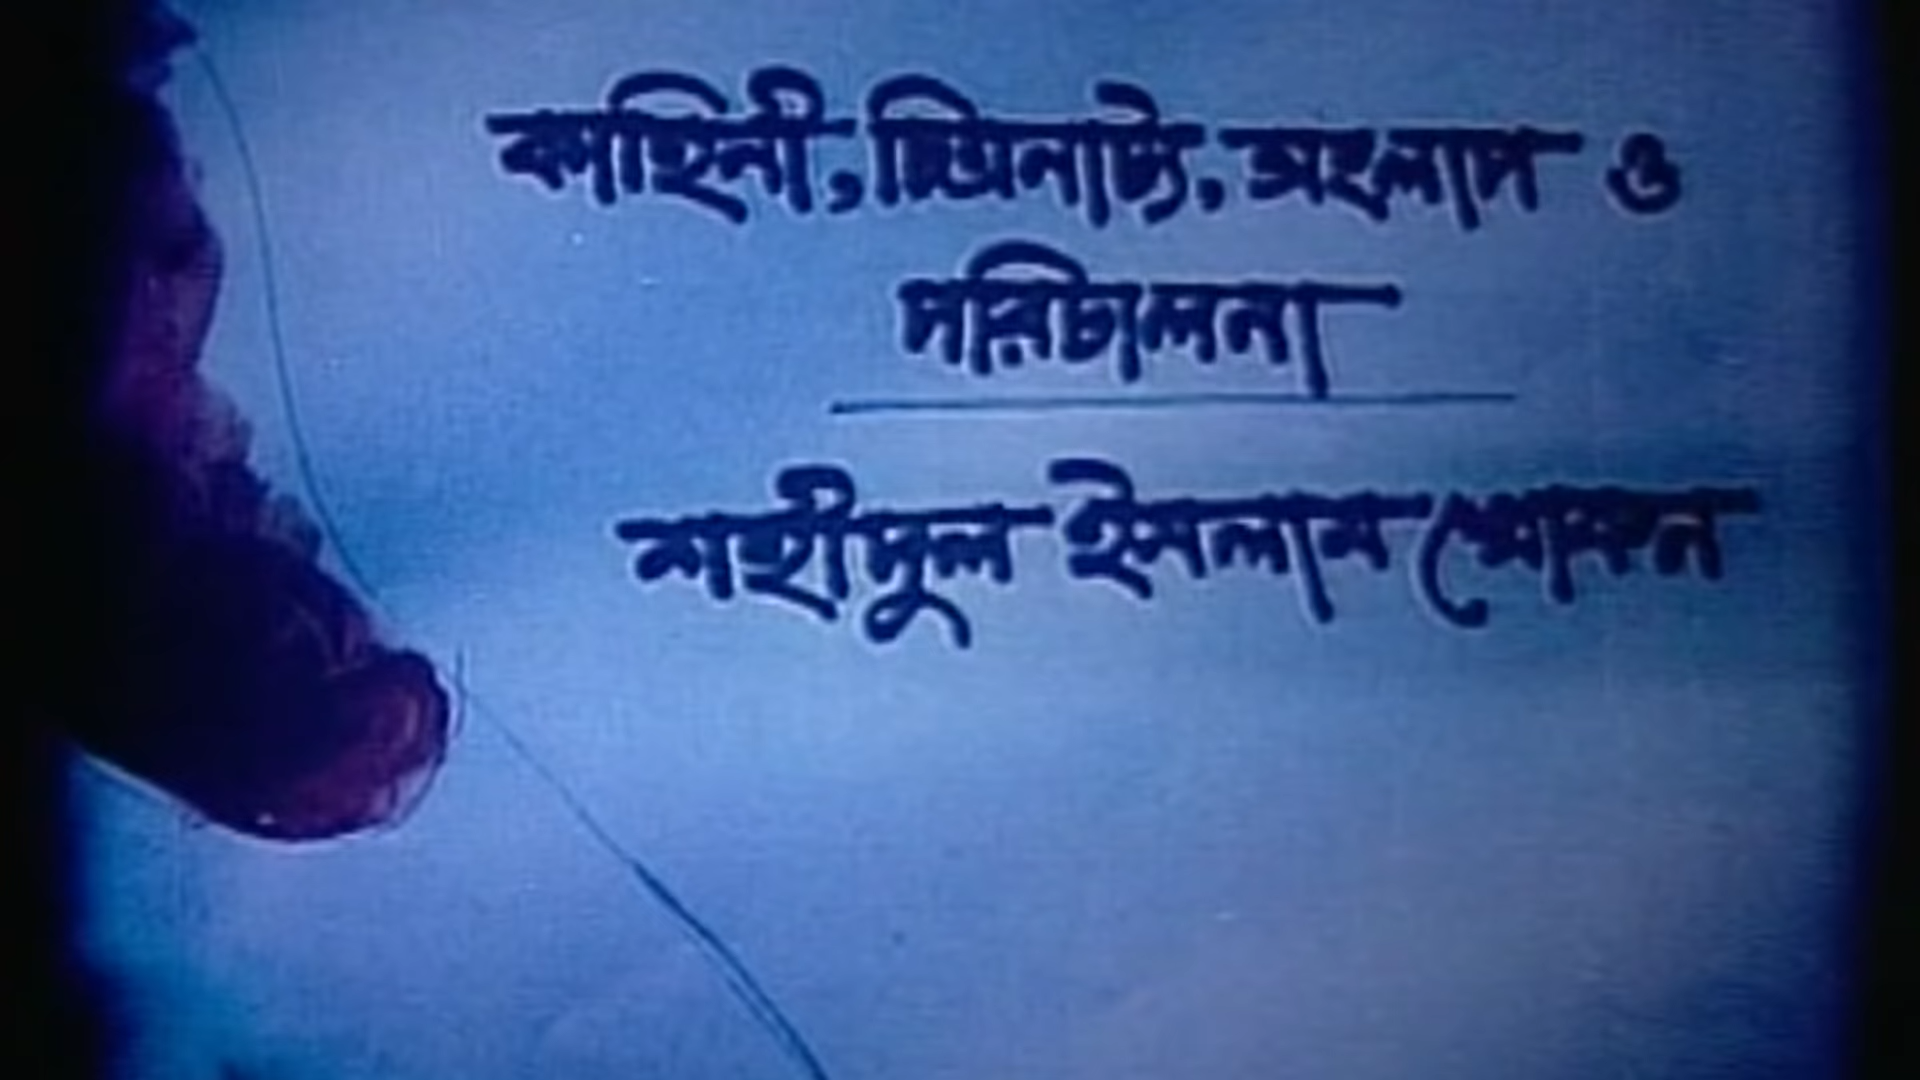 কাহিনী, চিত্রনাট্য, সংলাপ ও
পরিচালনা
শহীদুল ইসলাম খোকন